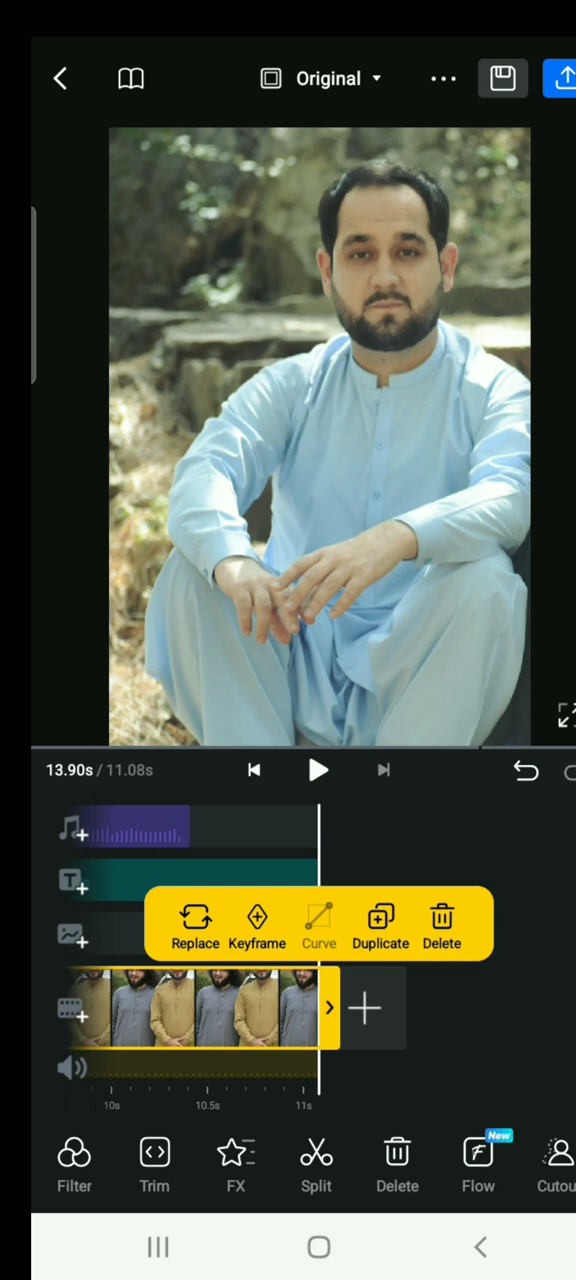 Original
13.90s / 11.08s
T
Replace Keyframe Curve Duplicate Delete
10s 10.5s 11s
New
Filter Trim FX Split Delete Flow Cutou